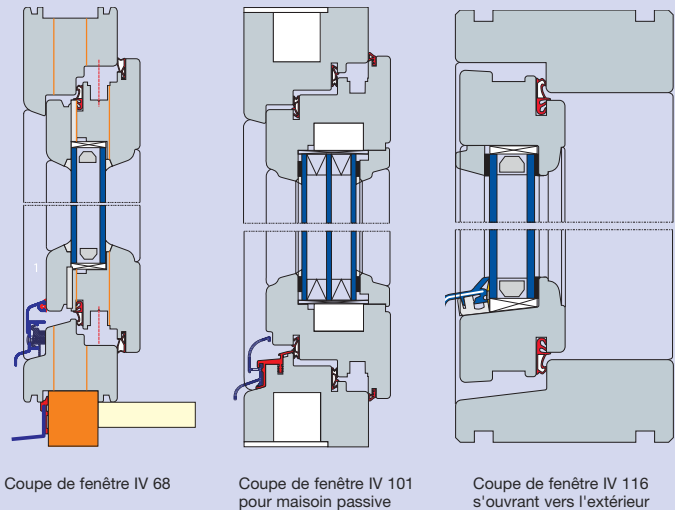 1
Coupe de fenêtre IV 68
Coupe de fenêtre IV 101
pour maisoin passive
Coupe de fenêtre IV 116
s'ouvrant vers l'extérieur